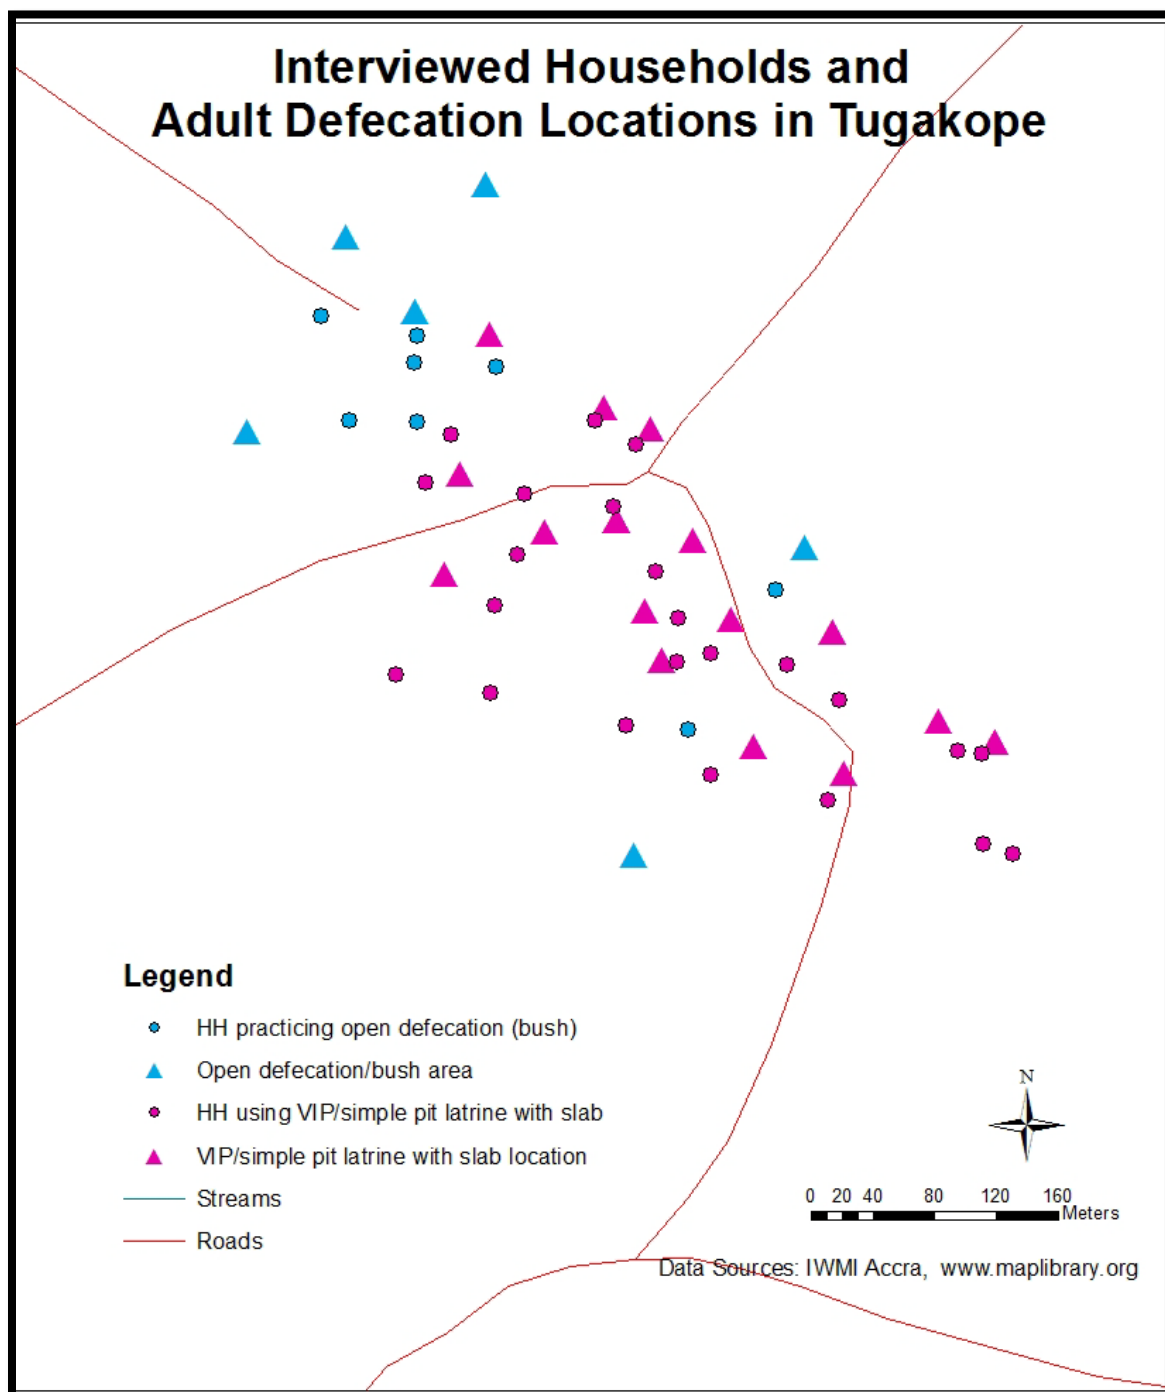 Interviewed Households and
Adult Defecation Locations in Tugakope
Legend
HH practicing open defecation (bush)
Open defecation/bush area
HH using VIP/simple pit latrine with slab
VIP/simple pit latrine with slab location
Streams
Roads
N
0 20 40 80 120 160
Meters
Data Sources: IWMI Accra, www.maplibrary.org